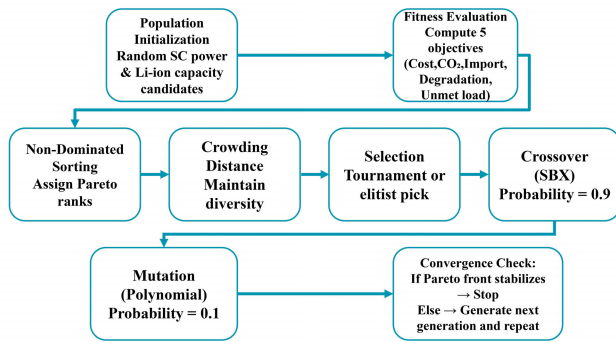 Population
Initialization
Random SC power
& Li-ion capacity
candidates
Fitness Evaluation
Compute 5
objectives
(Cost,CO₂,Import,
Degradation,
Unmet load)
Non-Dominated
Sorting
Assign Pareto
ranks
Crowding
Distance
Maintain
diversity
Selection
Tournament or
elitist pick
Crossover
(SBX)
Probability = 0.9
Mutation
(Polynomial)
Probability = 0.1
Convergence Check:
If Pareto front stabilizes
→ Stop
Else → Generate next
generation and repeat